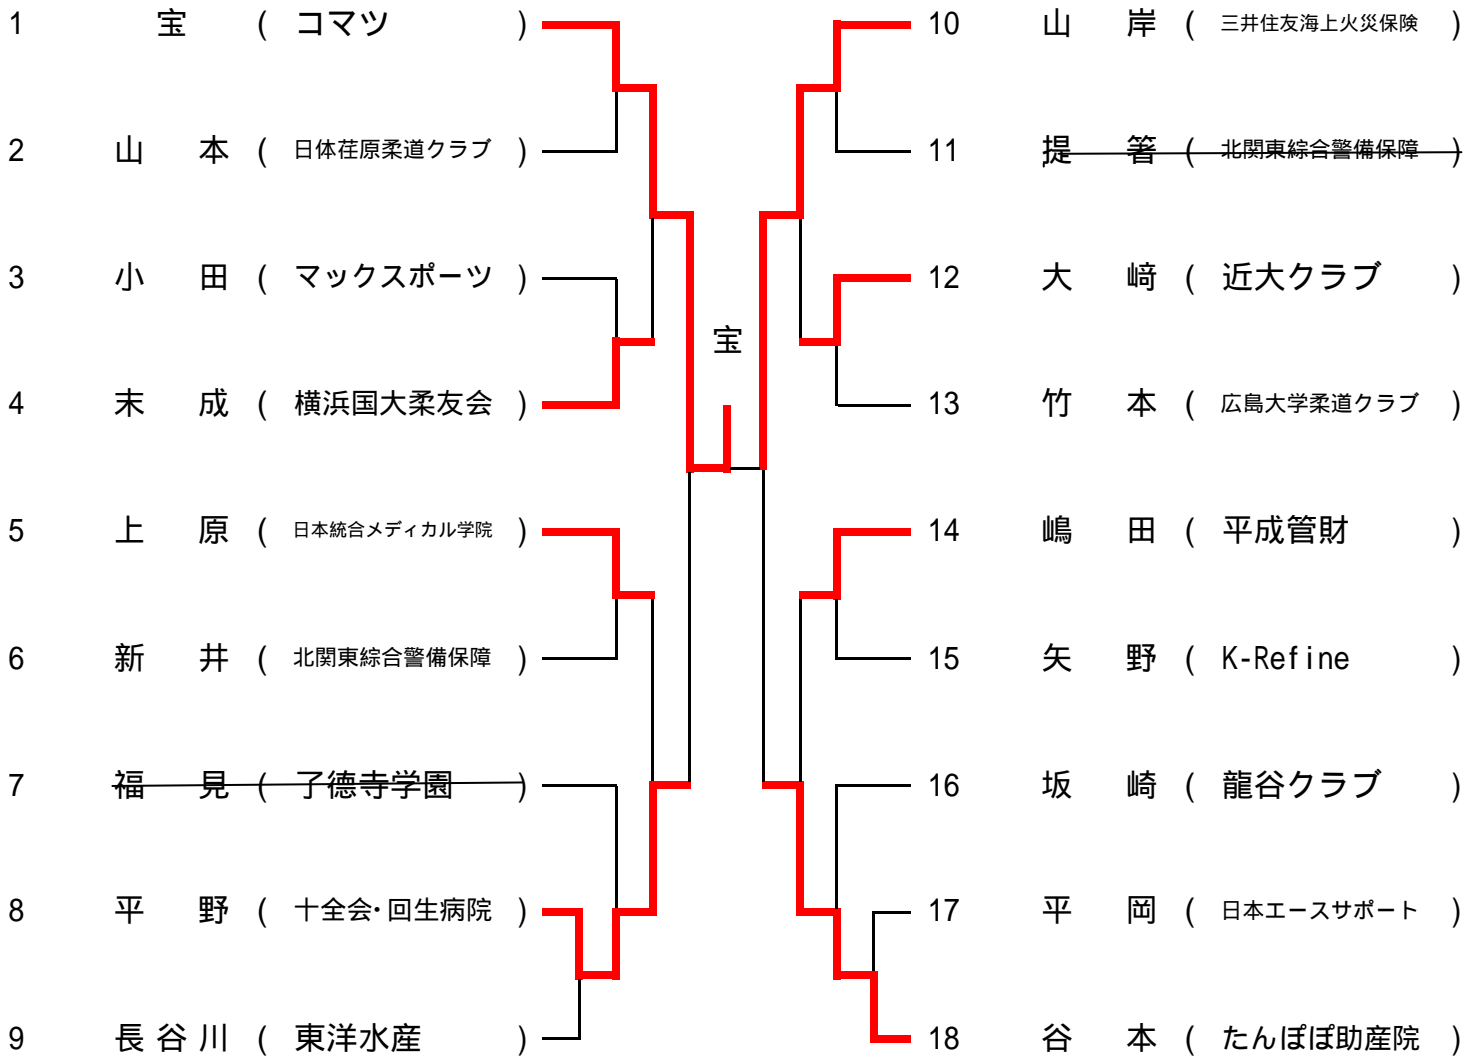 1 宝 ( コマツ )
2 山本 ( 日体荏原柔道クラブ )
3 小田 ( マックスポーツ )
4 末成 ( 横浜国大柔友会 )
5 上原 ( 日本統合メディカル学院 )
6 新井 ( 北関東綜合警備保障 )
7 福見 ( 了德寺学園 )
8 平野 ( 十全会・回生病院 )
9 長谷川 ( 東洋水産 )
宝
10 山岸 ( 三井住友海上火災保険 )
11 提箸 ( 北関東綜合警備保障 )
12 大﨑 ( 近大クラブ )
13 竹本 ( 広島大学柔道クラブ )
14 嶋田 ( 平成管財 )
15 矢野 ( K-Refine )
16 坂崎 ( 龍谷クラブ )
17 平岡 ( 日本エースサポート )
18 谷本 ( たんぽぽ助産院 )